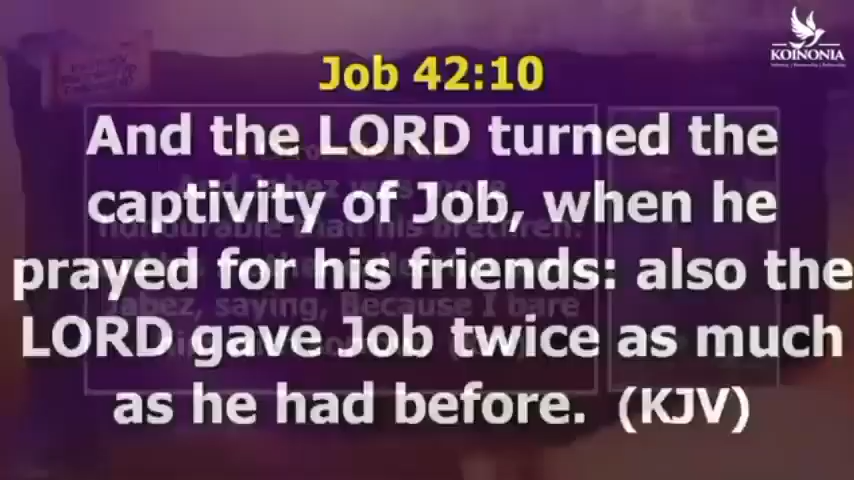 KOINONIA
Job 42:10
And the LORD turned the
captivity of Job, when he
prayed for his friends: also the
LORD gave Job twice as much
as he had before. (KJV)